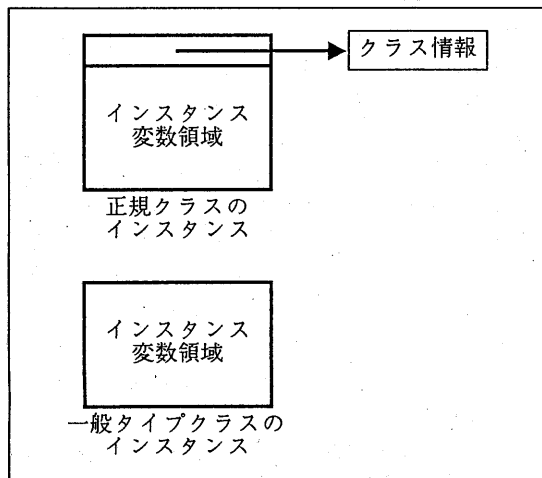 クラス情報
インスタンス
変数領域
正規クラスの
インスタンス
インスタンス
変数領域
一般タイプクラスの
インスタンス